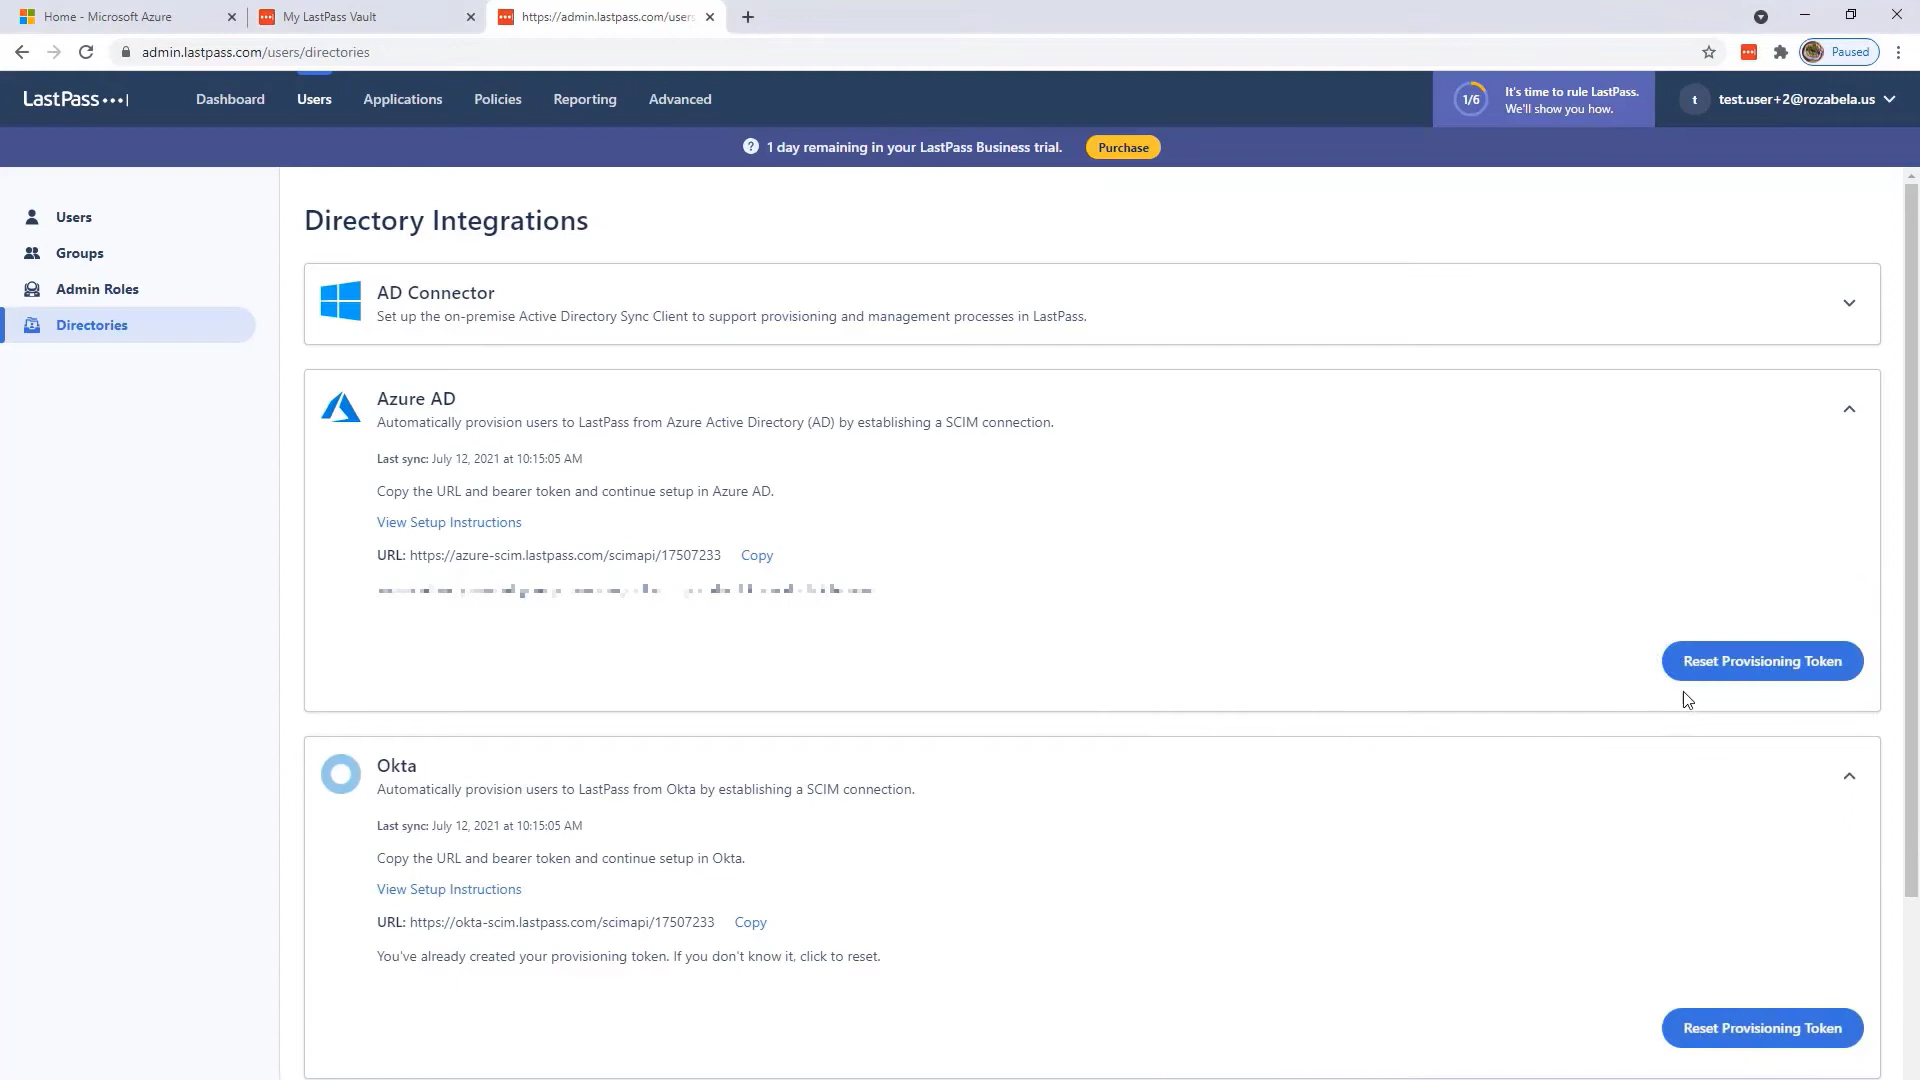 Home - Microsoft Azure
My LastPass Vault
https://admin.lastpass.com/users
admin.lastpass.com/users/directories
Paused
LastPass
Dashboard
Users
Applications
Policies
Reporting
Advanced
1/6
It's time to rule LastPass.
We'll show you how.
t
test.user+2@rozabela.us
? 1 day remaining in your LastPass Business trial.
Purchase
Users
Groups
Admin Roles
Directories
Directory Integrations
AD Connector
Set up the on-premise Active Directory Sync Client to support provisioning and management processes in LastPass.
Azure AD
Automatically provision users to LastPass from Azure Active Directory (AD) by establishing a SCIM connection.
Last sync: July 12, 2021 at 10:15:05 AM
Copy the URL and bearer token and continue setup in Azure AD.
View Setup Instructions
URL: https://azure-scim.lastpass.com/scimapi/17507233 Copy
Reset Provisioning Token
Okta
Automatically provision users to LastPass from Okta by establishing a SCIM connection.
Last sync: July 12, 2021 at 10:15:05 AM
Copy the URL and bearer token and continue setup in Okta.
View Setup Instructions
URL: https://okta-scim.lastpass.com/scimapi/17507233 Copy
You've already created your provisioning token. If you don't know it, click to reset.
Reset Provisioning Token